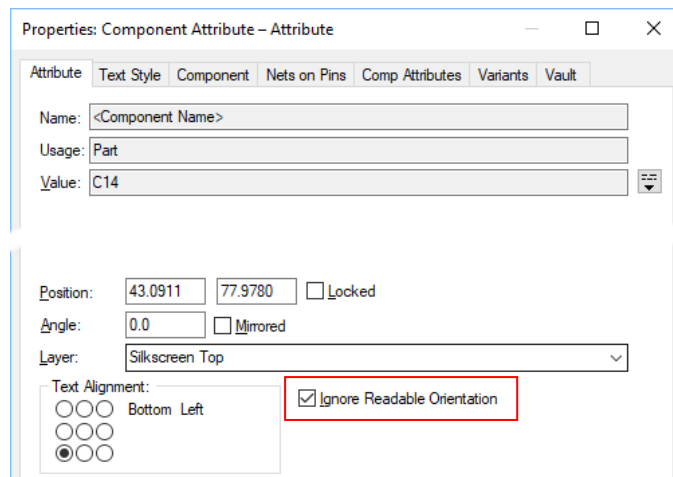 Properties: Component Attribute – Attribute
Attribute Text Style Component Nets on Pins Comp Attributes Variants Vault
Name: <Component Name>
Usage: Part
Value: C14
Position: 43.0911 77.9780 Locked
Angle: 0.0 Mirrored
Layer: Silkscreen Top
Text Alignment:
Bottom Left
Ignore Readable Orientation